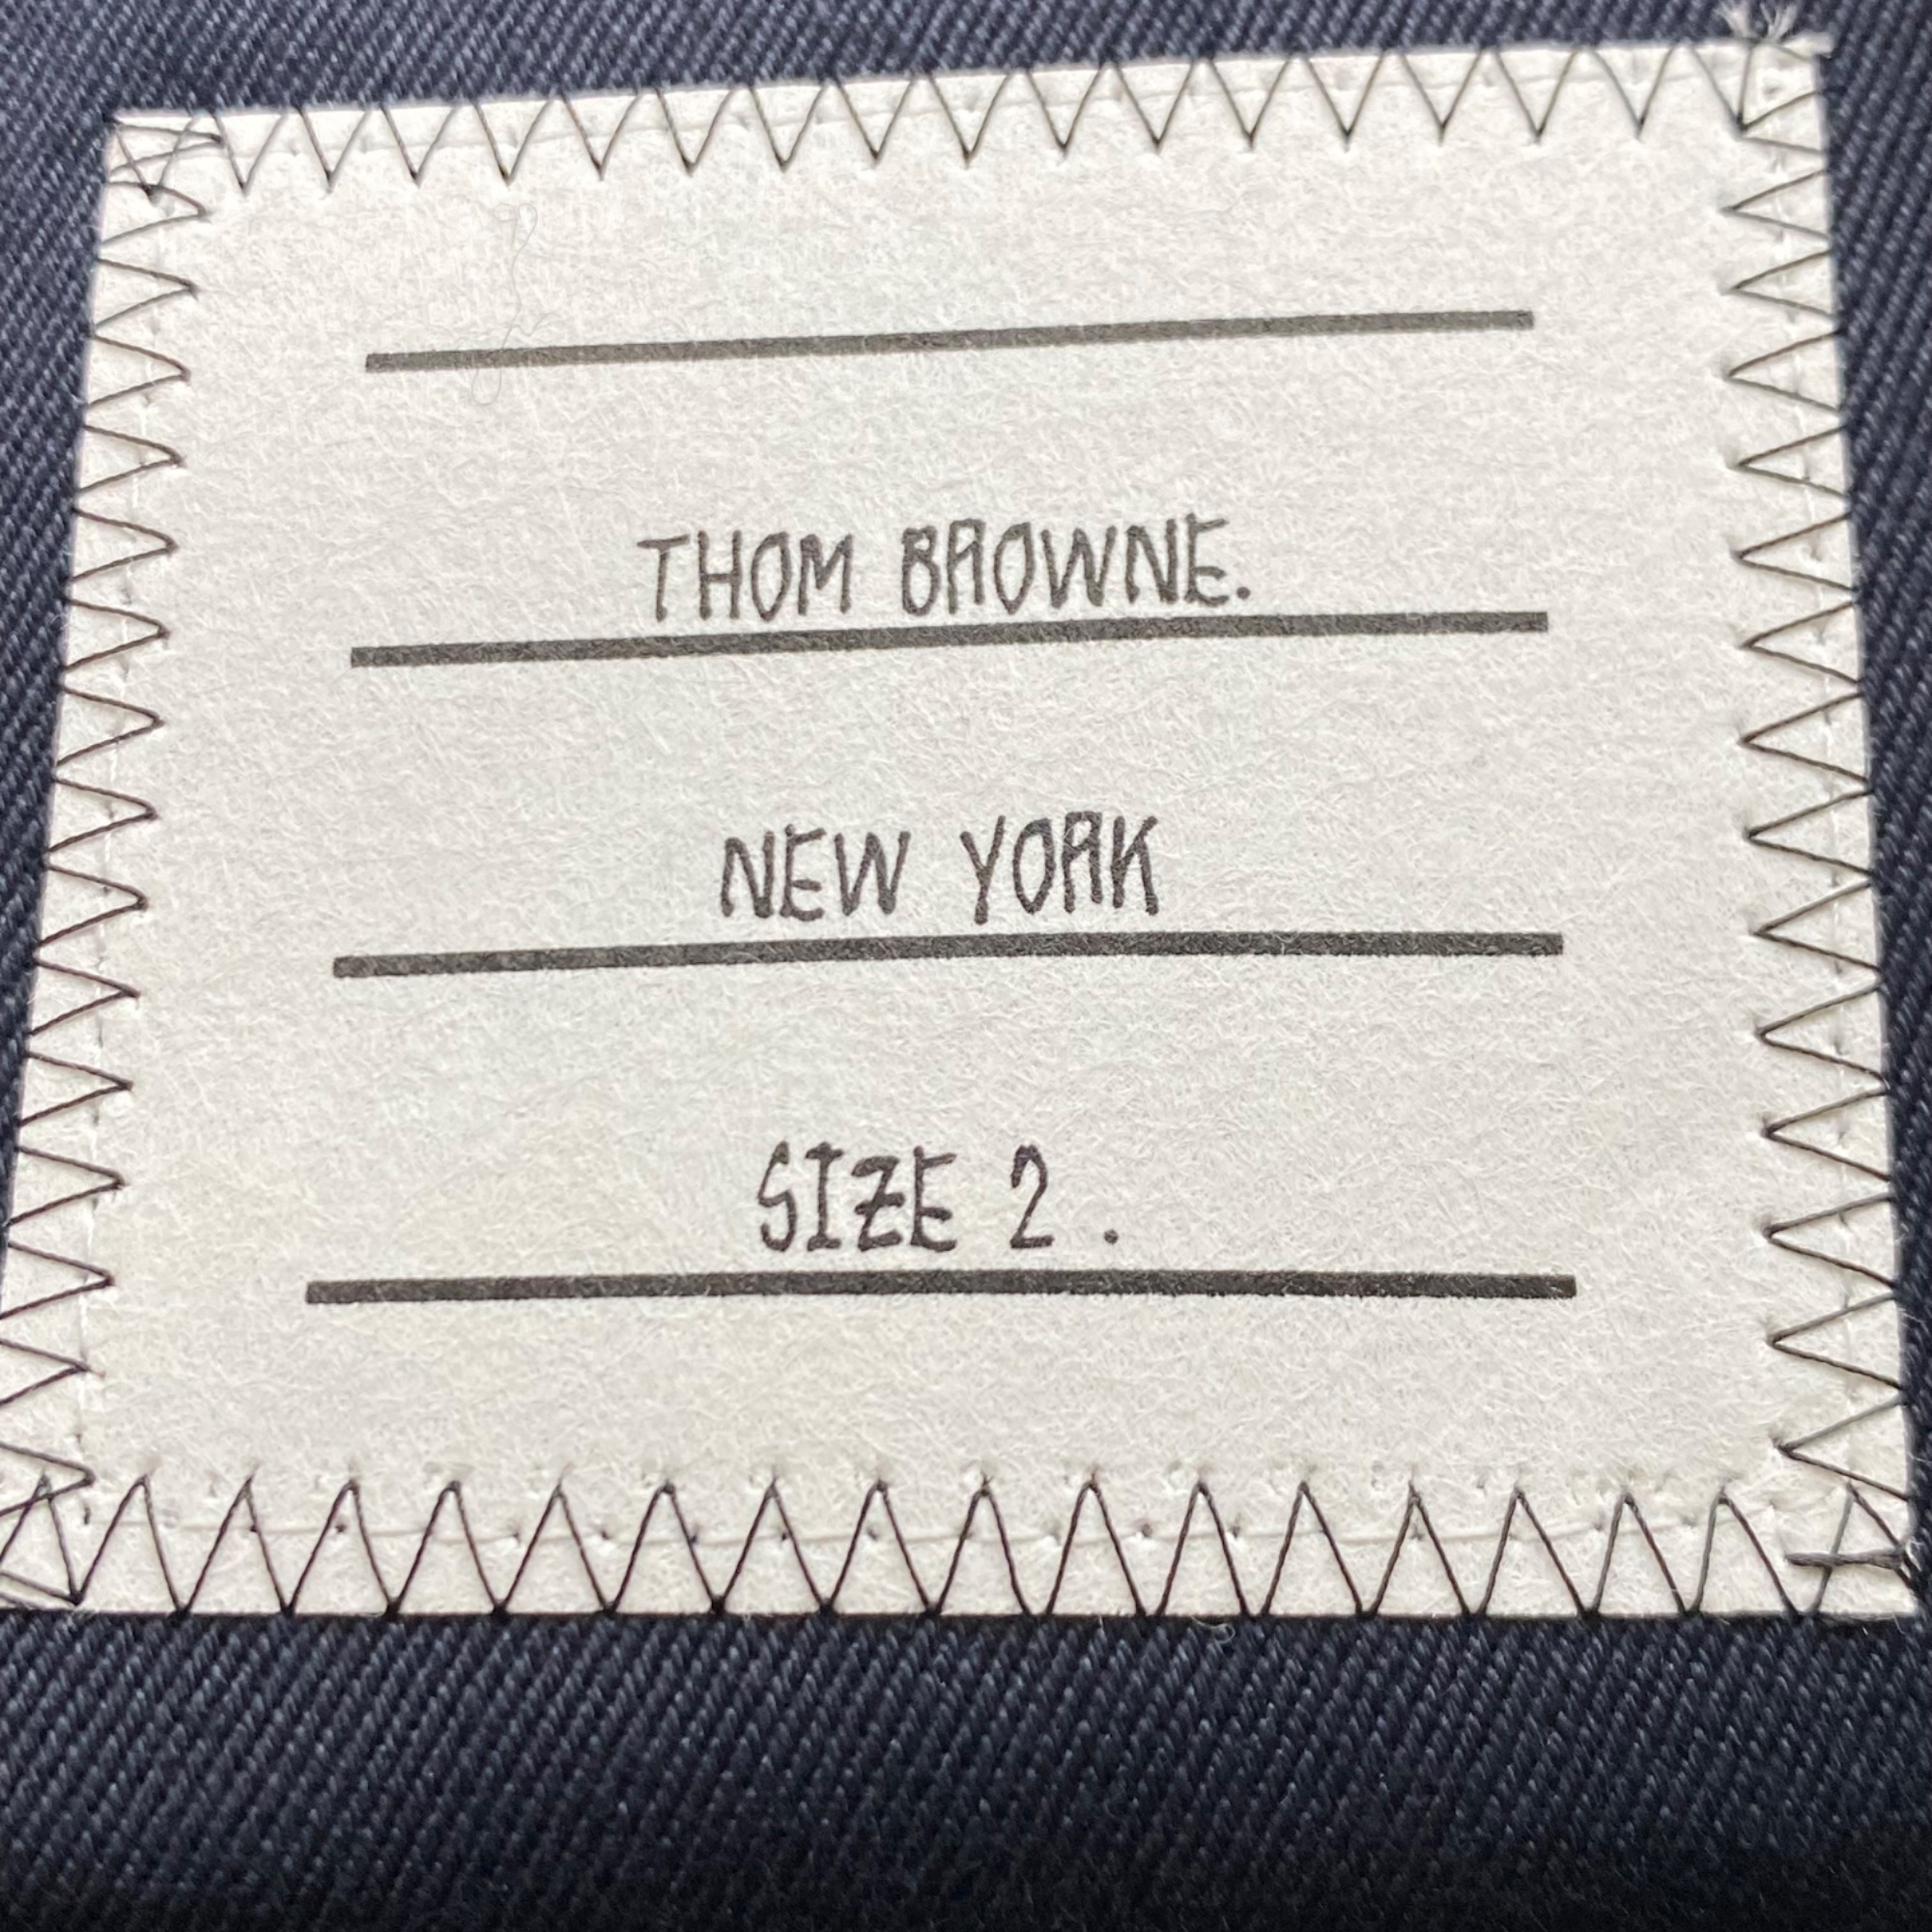 THOM BROWNE.
NEW YORK
SIZE 2 .